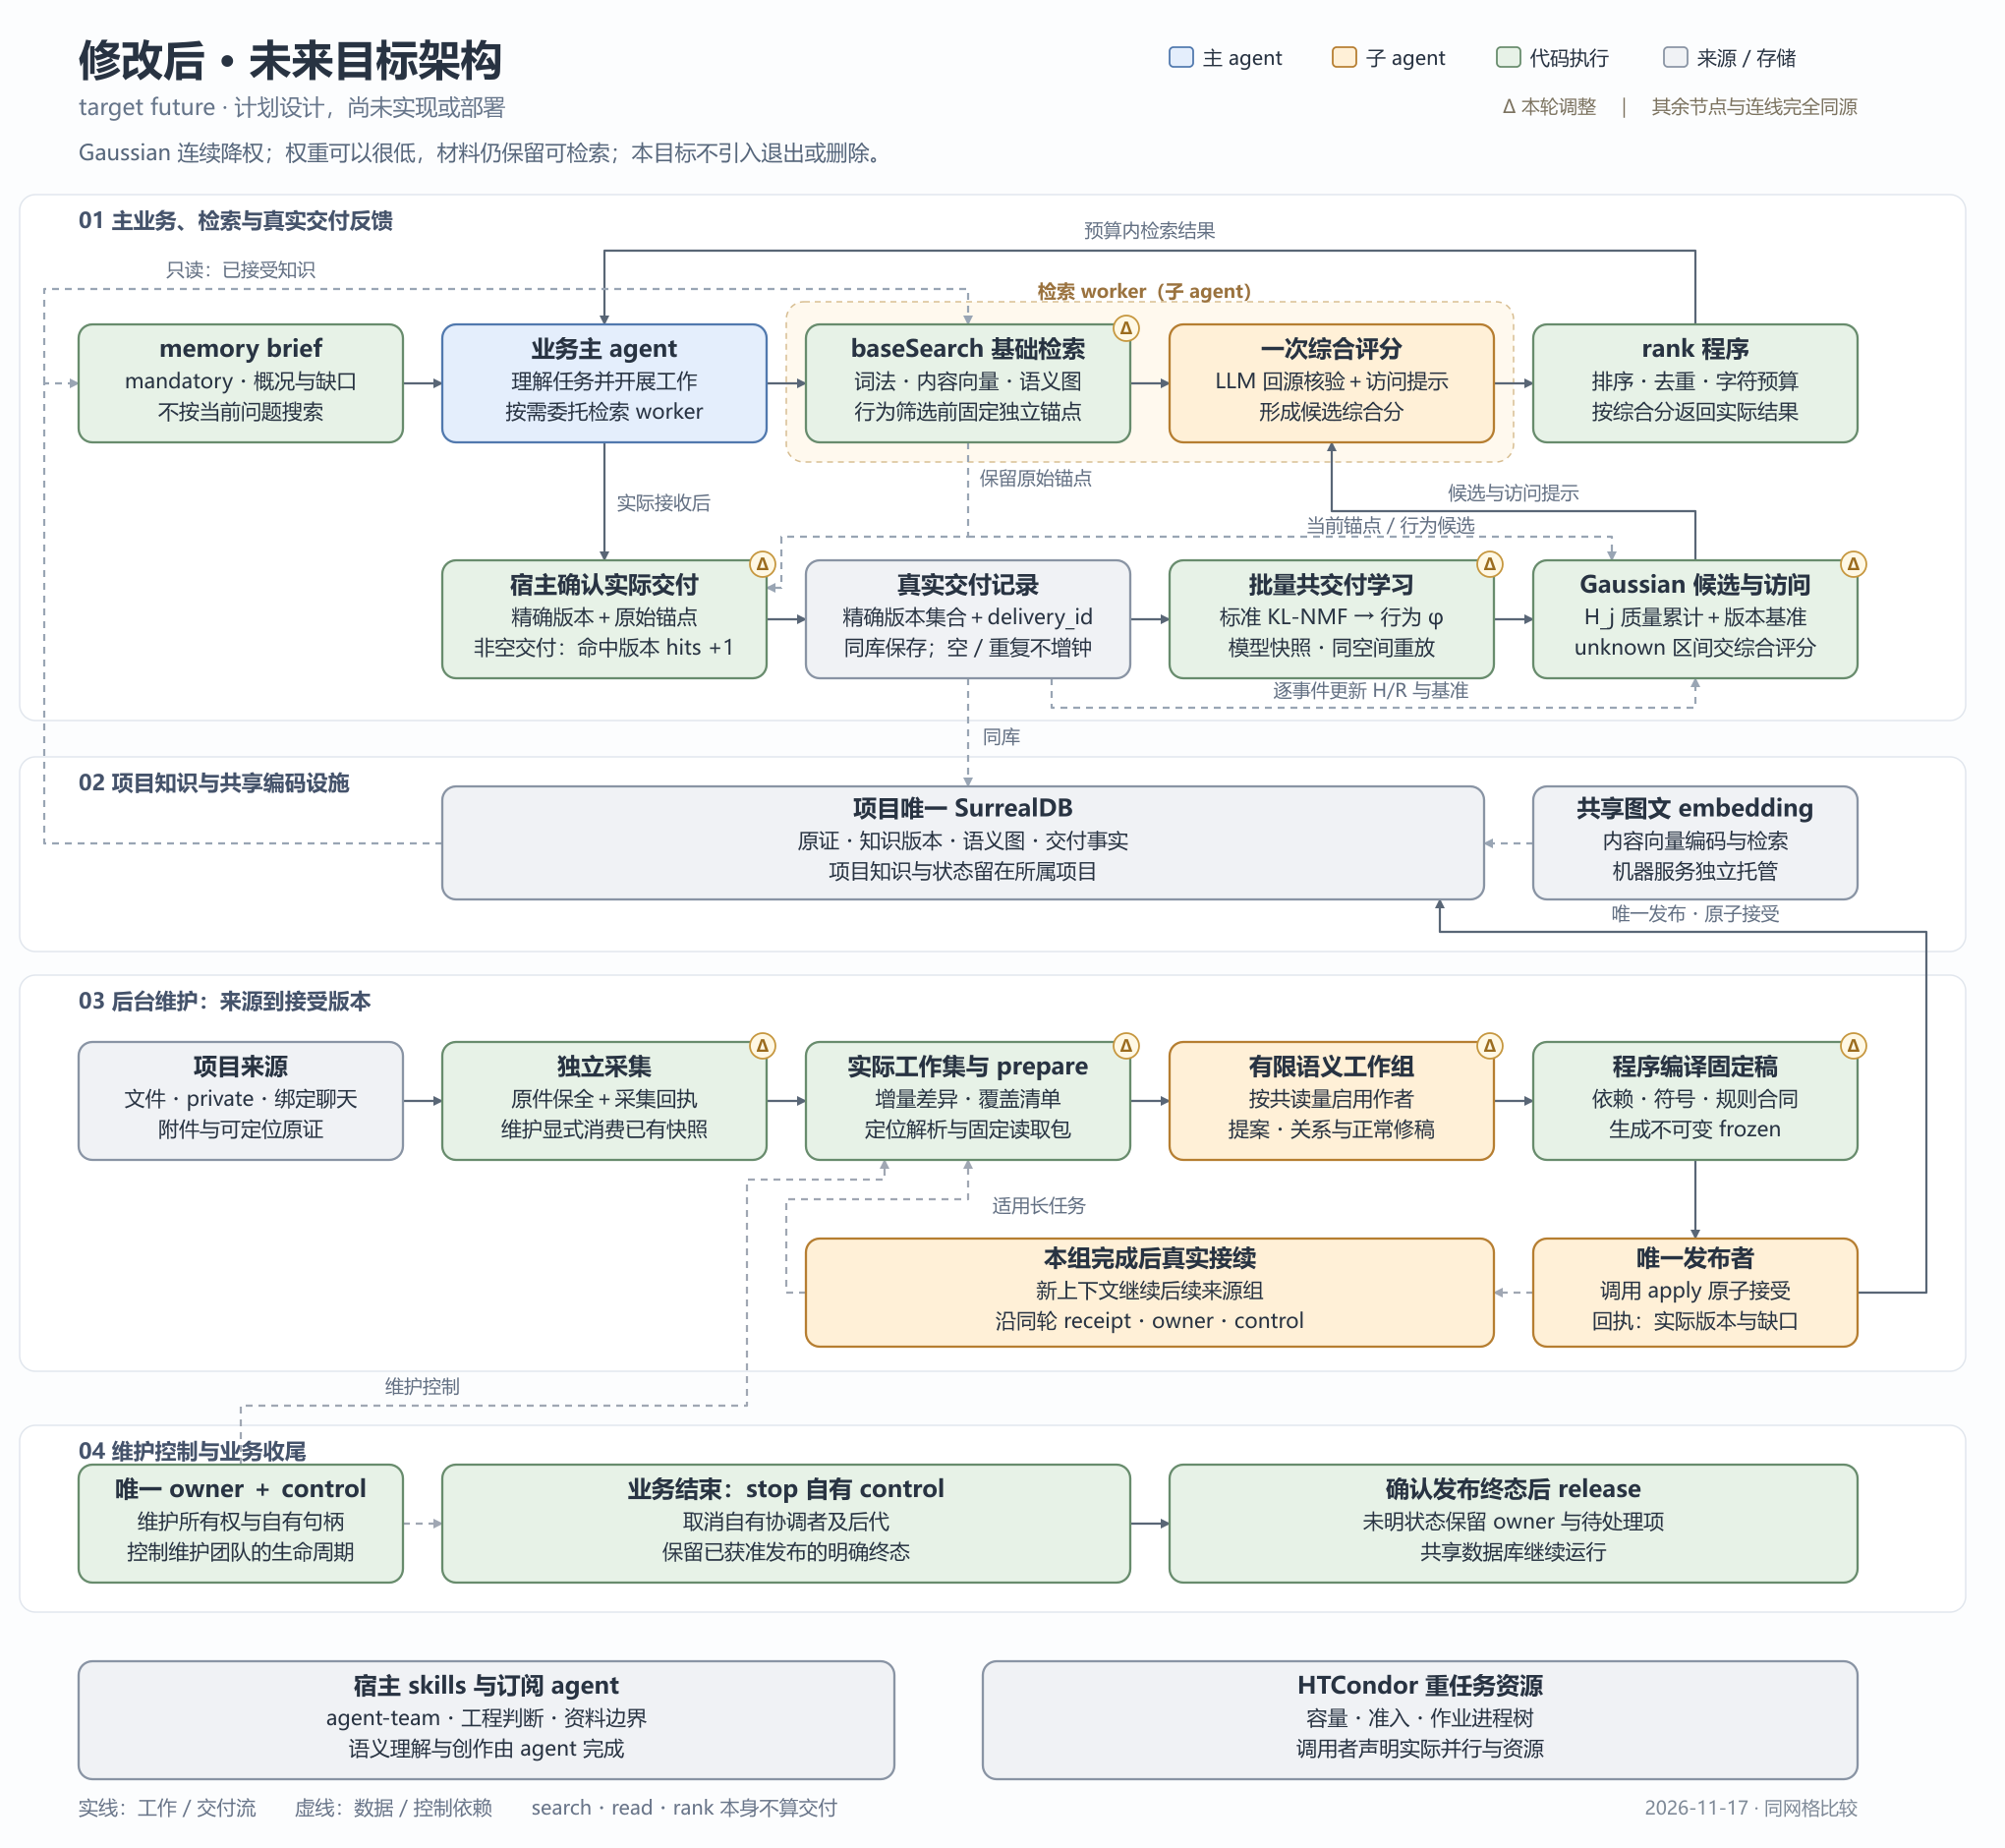 修改后 · 未来目标架构
主 agent
子 agent
代码执行
来源 / 存储
target future · 计划设计，尚未实现或部署
Δ 本轮调整 | 其余节点与连线完全同源
Gaussian 连续降权；权重可以很低，材料仍保留可检索；本目标不引入退出或删除。
01 主业务、检索与真实交付反馈
预算内检索结果
只读：已接受知识
检索 worker（子 agent）
memory brief
mandatory · 概况与缺口
不按当前问题搜索
业务主 agent
理解任务并开展工作
按需委托检索 worker
Δ
baseSearch 基础检索
词法 · 内容向量 · 语义图
行为筛选前固定独立锚点
一次综合评分
LLM 回源核验 + 访问提示
形成候选综合分
rank 程序
排序 · 去重 · 字符预算
按综合分返回实际结果
实际接收后
保留原始锚点
候选与访问提示
当前锚点 / 行为候选
Δ
宿主确认实际交付
精确版本 + 原始锚点
非空交付：命中版本 hits +1
真实交付记录
精确版本集合 + delivery_id
同库保存；空 / 重复不增钟
Δ
批量共交付学习
标准 KL-NMF → 行为 φ
模型快照 · 同空间重放
Δ
Gaussian 候选与访问
H_j 质量累计 + 版本基准
unknown 区间交综合评分
逐事件更新 H/R 与基准
同库
02 项目知识与共享编码设施
项目唯一 SurrealDB
原证 · 知识版本 · 语义图 · 交付事实
项目知识与状态留在所属项目
共享图文 embedding
内容向量编码与检索
机器服务独立托管
唯一发布 · 原子接受
03 后台维护：来源到接受版本
项目来源
文件 · private · 绑定聊天
附件与可定位原证
Δ
独立采集
原件保全 + 采集回执
维护显式消费已有快照
Δ
实际工作集与 prepare
增量差异 · 覆盖清单
定位解析与固定读取包
Δ
有限语义工作组
按共读量启用作者
提案 · 关系与正常修稿
Δ
程序编译固定稿
依赖 · 符号 · 规则合同
生成不可变 frozen
适用长任务
本组完成后真实接续
新上下文继续后续来源组
沿同轮 receipt · owner · control
唯一发布者
调用 apply 原子接受
回执：实际版本与缺口
维护控制
04 维护控制与业务收尾
唯一 owner + control
维护所有权与自有句柄
控制维护团队的生命周期
业务结束：stop 自有 control
取消自有协调者及后代
保留已获准发布的明确终态
确认发布终态后 release
未明状态保留 owner 与待处理项
共享数据库继续运行
宿主 skills 与订阅 agent
agent-team · 工程判断 · 资料边界
语义理解与创作由 agent 完成
HTCondor 重任务资源
容量 · 准入 · 作业进程树
调用者声明实际并行与资源
实线：工作 / 交付流
虚线：数据 / 控制依赖
search · read · rank 本身不算交付
2026-11-17 · 同网格比较